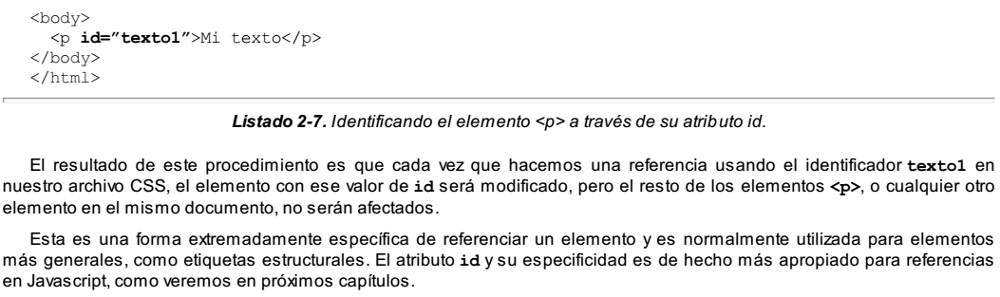 <body>
<p id="texto1">Mi texto</p>
</body>
</html>
Listado 2-7. Identificando el elemento <p> a través de su atributo id.
El resultado de este procedimiento es que cada vez que hacemos una referencia usando el identificador texto1 en
nuestro archivo CSS, el elemento con ese valor de id será modificado, pero el resto de los elementos <p>, o cualquier otro
elemento en el mismo documento, no serán afectados.
Esta es una forma extremadamente específica de referenciar un elemento y es normalmente utilizada para elementos
más generales, como etiquetas estructurales. El atributo id y su especificidad es de hecho más apropiado para referencias
en Javascript, como veremos en próximos capítulos.